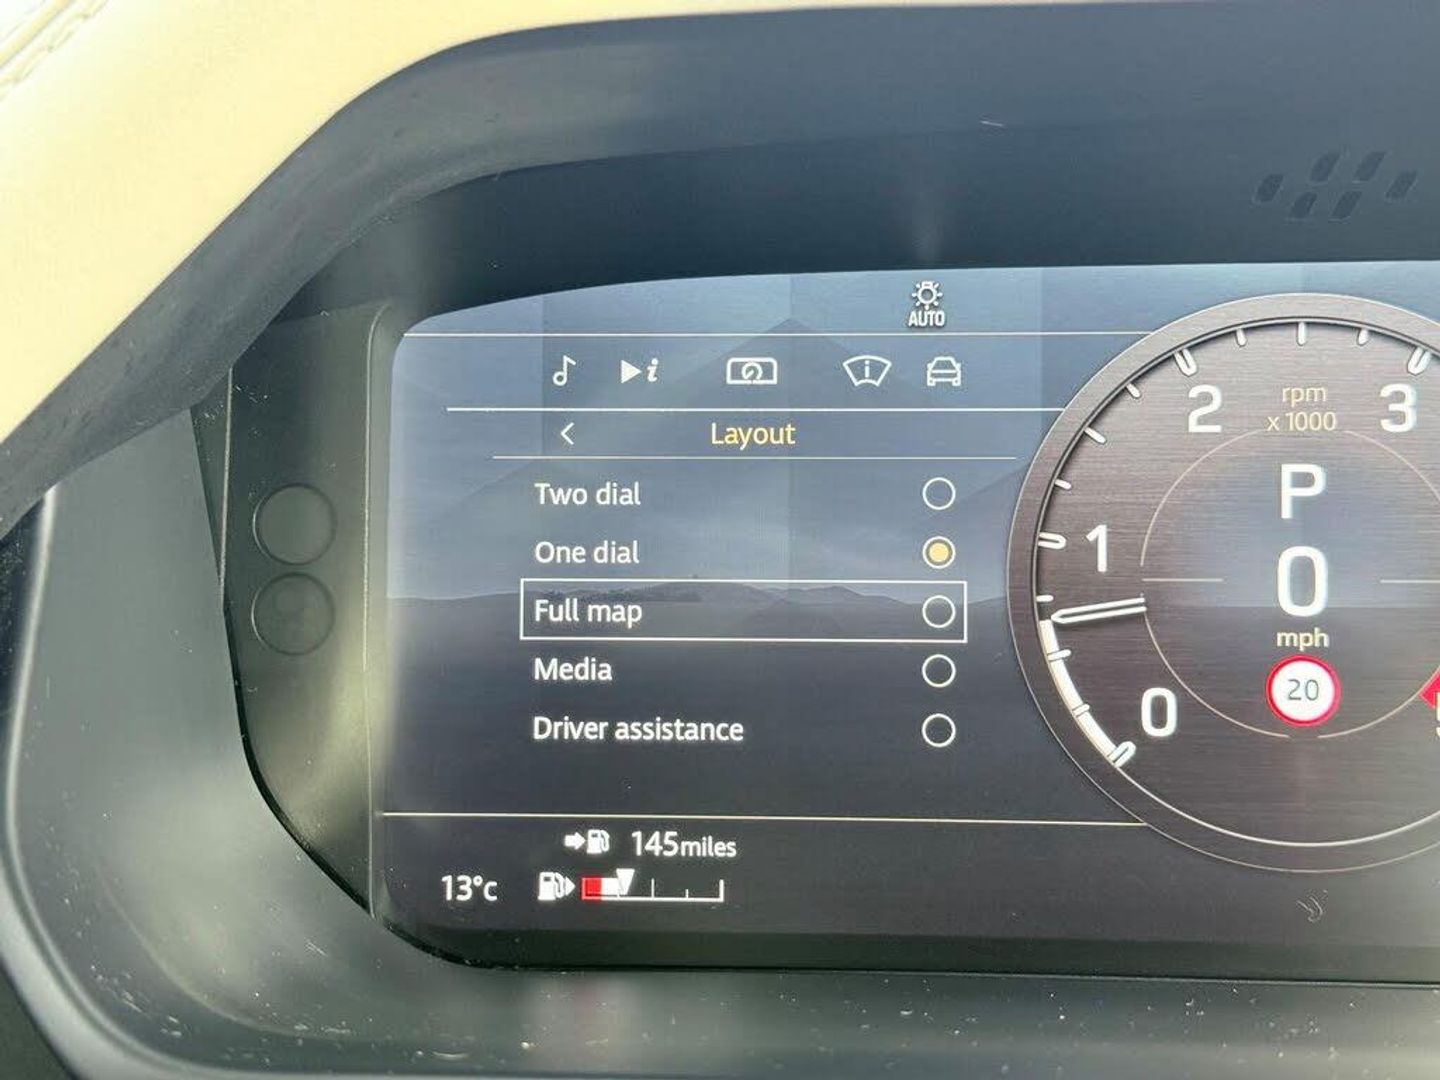 AUTO
i
i
Layout
Two dial
One dial
Full map
Media
Driver assistance
145miles
13°c
2
rpm
x 1000
3
P
1
0
mph
20
0